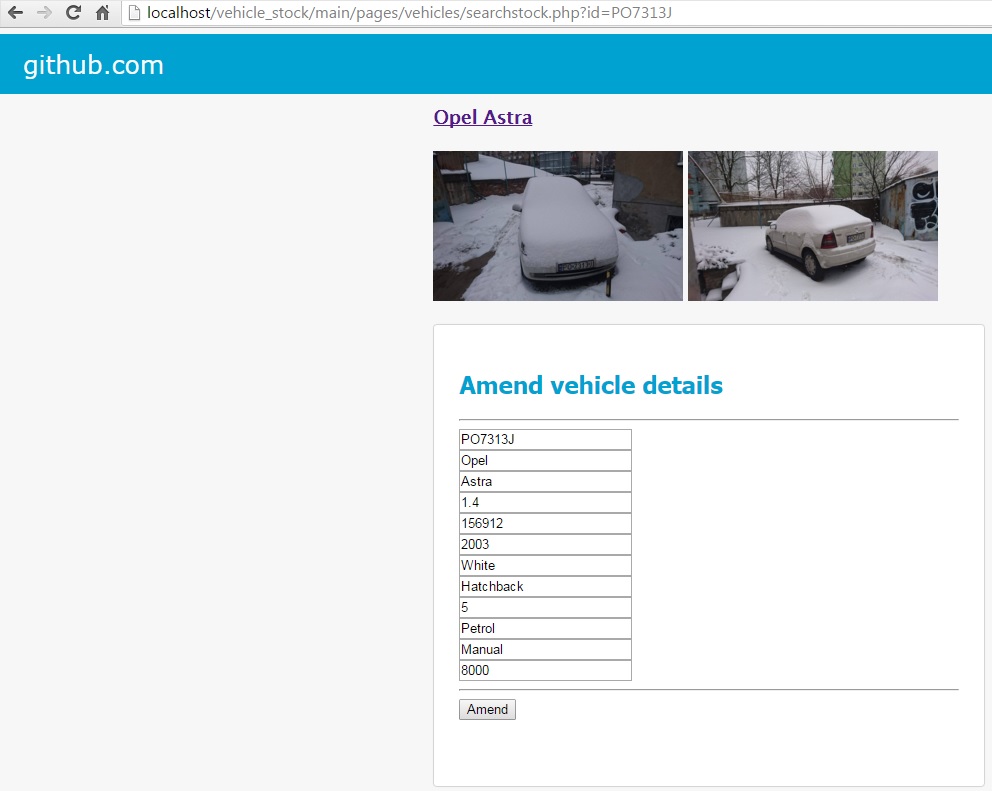 localhost/vehicle_stock/main/pages/vehicles/searchstock.php?id=PO7313J
github.com
Opel Astra
Amend vehicle details
PO7313J
Opel
Astra
1.4
156912
2003
White
Hatchback
5
Petrol
Manual
8000
Amend